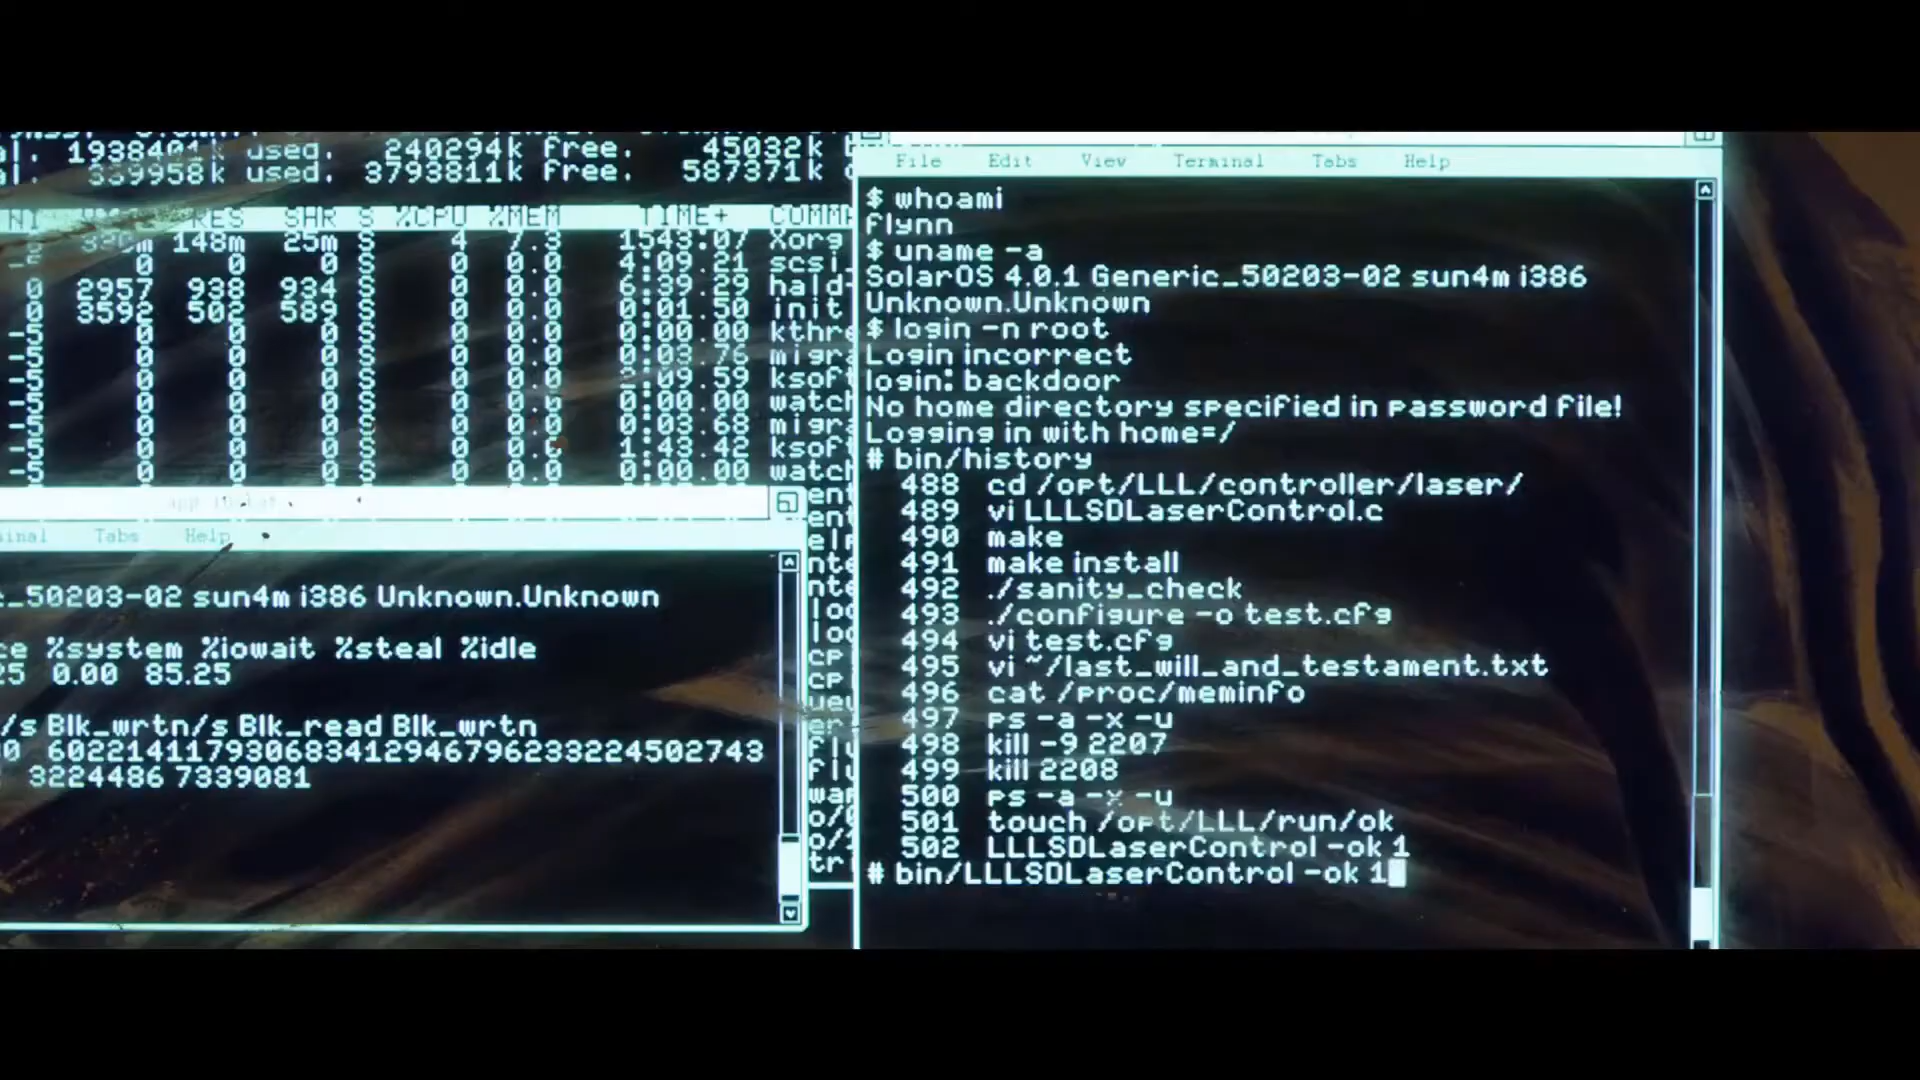 1938401k used. 240294k free. 45032k
339958k used. 3793811k free. 587371k
NI RES SHR S %CPU %MEM TIME+
148m 25m S 4 7.3 1543:07 Xorg
0 0 0 S 0 0.0 4:09.21 scsi
0 2957 938 934 S 0 0.0 6:39.29 hald
0 3592 502 589 S 0 0.0 0:01.50 init
-5 0 0 0 S 0 0.0 0:00.00 kthre
-5 0 0 0 S 0 0.0 0:03.76 migra
-5 0 0 0 S 0 0.0 2:09.59 ksoft
-5 0 0 0 S 0 0.0 0:00.00 watch
-5 0 0 0 S 0 0.0 0:03.68 migra
-5 0 0 0 S 0 0.0 1:43.42 ksoft
-5 0 0 0 S 0 0.0 0:00.00 watch
Tabs Help
_50203-02 sun4m i386 Unknown.Unknown
%system %iowait %steal %idle
25 0.00 85.25
/s Blk_wrtn/s Blk_read Blk_wrtn
602214117930683412946796233224502743
3224486 7339081
File Edit View Terminal Tabs Help
$ whoami
flynn
$ uname -a
SolarOS 4.0.1 Generic_50203-02 sun4m i386
Unknown.Unknown
$ login -n root
Login incorrect
login: backdoor
No home directory specified in password file!
Logging in with home=/
# bin/history
488 cd /opt/LLL/controller/laser/
489 vi LLLSDLaserControl.c
490 make
491 make install
492 ./sanity_check
493 ./configure -o test.cfg
494 vi test.cfg
495 vi ~/last_will_and_testament.txt
496 cat /proc/meminfo
497 ps -a -x -u
498 kill -9 2207
499 kill 2208
500 ps -a -x -u
501 touch /opt/LLL/run/ok
502 LLLSDLaserControl -ok 1
# bin/LLLSDLaserControl -ok 1